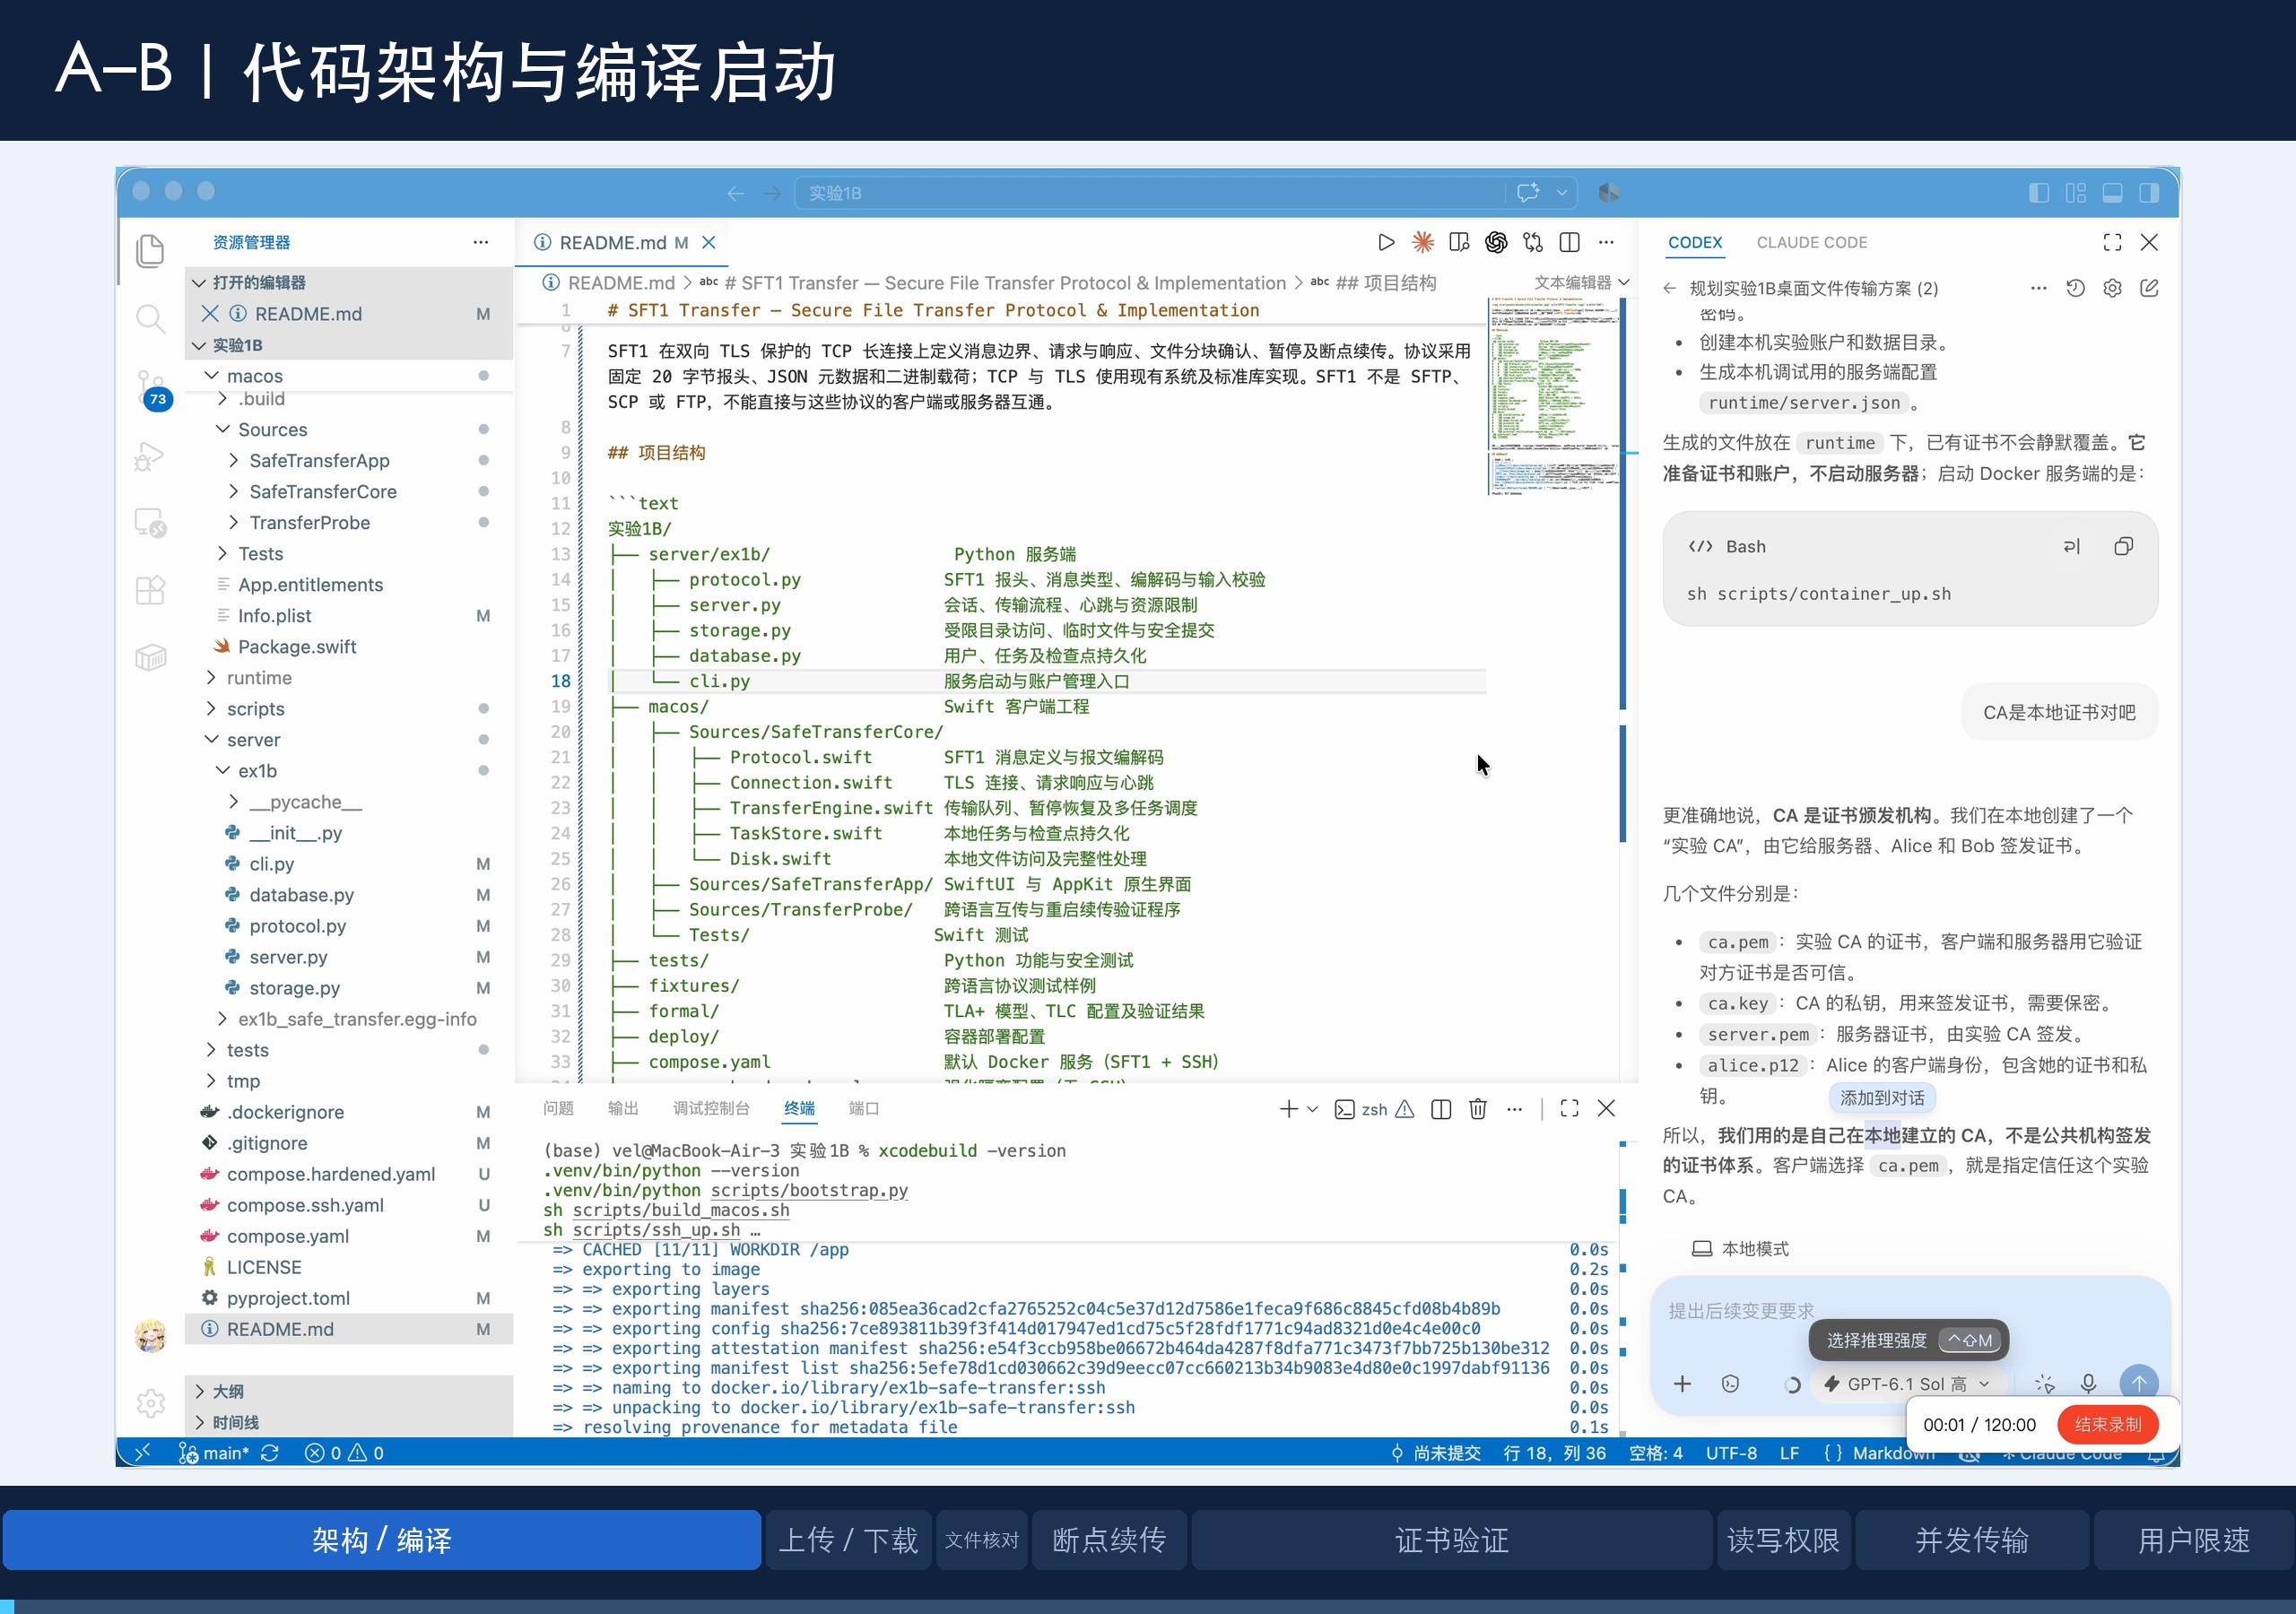 A–B | 代码架构与编译启动
实验1B
资源管理器
打开的编辑器
README.md M
实验1B
macos
.build
Sources
SafeTransferApp
SafeTransferCore
TransferProbe
Tests
App.entitlements
Info.plist M
Package.swift
runtime
scripts
server
ex1b
__pycache__
__init__.py
cli.py M
database.py M
protocol.py M
server.py M
storage.py M
ex1b_safe_transfer.egg-info
tests
tmp
.dockerignore M
.gitignore M
compose.hardened.yaml U
compose.ssh.yaml U
compose.yaml M
LICENSE
pyproject.toml M
README.md M
大纲
时间线
73
README.md M
README.md > abc # SFT1 Transfer — Secure File Transfer Protocol & Implementation > abc ## 项目结构
文本编辑器
1 # SFT1 Transfer — Secure File Transfer Protocol & Implementation
7 SFT1 在双向 TLS 保护的 TCP 长连接上定义消息边界、请求与响应、文件分块确认、暂停及断点续传。协议采用
固定 20 字节报头、JSON 元数据和二进制载荷；TCP 与 TLS 使用现有系统及标准库实现。SFT1 不是 SFTP、
SCP 或 FTP，不能直接与这些协议的客户端或服务器互通。
8
9 ## 项目结构
10
11 ```text
12 实验1B/
13 ├── server/ex1b/ Python 服务端
14 │ ├── protocol.py SFT1 报头、消息类型、编解码与输入校验
15 │ ├── server.py 会话、传输流程、心跳与资源限制
16 │ ├── storage.py 受限目录访问、临时文件与安全提交
17 │ ├── database.py 用户、任务及检查点持久化
18 │ └── cli.py 服务启动与账户管理入口
19 ├── macos/ Swift 客户端工程
20 │ ├── Sources/SafeTransferCore/
21 │ │ ├── Protocol.swift SFT1 消息定义与报文编解码
22 │ │ ├── Connection.swift TLS 连接、请求响应与心跳
23 │ │ ├── TransferEngine.swift 传输队列、暂停恢复及多任务调度
24 │ │ ├── TaskStore.swift 本地任务与检查点持久化
25 │ │ └── Disk.swift 本地文件访问及完整性处理
26 │ ├── Sources/SafeTransferApp/ SwiftUI 与 AppKit 原生界面
27 │ ├── Sources/TransferProbe/ 跨语言互传与重启续传验证程序
28 │ └── Tests/ Swift 测试
29 ├── tests/ Python 功能与安全测试
30 ├── fixtures/ 跨语言协议测试样例
31 ├── formal/ TLA+ 模型、TLC 配置及验证结果
32 ├── deploy/ 容器部署配置
33 ├── compose.yaml 默认 Docker 服务（SFT1 + SSH）
问题 输出 调试控制台 终端 端口
zsh
(base) vel@MacBook-Air-3 实验1B % xcodebuild -version
.venv/bin/python --version
.venv/bin/python scripts/bootstrap.py
sh scripts/build_macos.sh
sh scripts/ssh_up.sh …
=> CACHED [11/11] WORKDIR /app 0.0s
=> exporting to image 0.2s
=> => exporting layers 0.0s
=> => exporting manifest sha256:085ea36cad2cfa2765252c04c5e37d12d7586e1feca9f686c8845cfd08b4b89b 0.0s
=> => exporting config sha256:7ce893811b39f3f414d017947ed1cd75c5f28fdf1771c94ad8321d0e4c4e00c0 0.0s
=> => exporting attestation manifest sha256:e54f3ccb958be06672b464da4287f8dfa771c3473f7bb725b130be312 0.0s
=> => exporting manifest list sha256:5efe78d1cd030662c39d9eecc07cc660213b34b9083e4d80e0c1997dabf91136 0.0s
=> => naming to docker.io/library/ex1b-safe-transfer:ssh 0.0s
=> => unpacking to docker.io/library/ex1b-safe-transfer:ssh 0.0s
=> resolving provenance for metadata file 0.1s
CODEX CLAUDE CODE
规划实验1B桌面文件传输方案 (2)
密码。
• 创建本机实验账户和数据目录。
• 生成本机调试用的服务端配置
runtime/server.json 。
生成的文件放在 runtime 下，已有证书不会静默覆盖。它
准备证书和账户，不启动服务器；启动 Docker 服务端的是：
</> Bash
sh scripts/container_up.sh
CA是本地证书对吧
更准确地说，CA 是证书颁发机构。我们在本地创建了一个
“实验 CA”，由它给服务器、Alice 和 Bob 签发证书。
几个文件分别是：
• ca.pem ：实验 CA 的证书，客户端和服务器用它验证
对方证书是否可信。
• ca.key ：CA 的私钥，用来签发证书，需要保密。
• server.pem ：服务器证书，由实验 CA 签发。
• alice.p12 ：Alice 的客户端身份，包含她的证书和私
钥。
添加到对话
所以，我们用的是自己在本地建立的 CA，不是公共机构签发
的证书体系。客户端选择 ca.pem ，就是指定信任这个实验
CA。
本地模式
提出后续变更要求
选择推理强度 ^⇧M
GPT-6.1 Sol 高
00:01 / 120:00 结束录制
main* 0 0
尚未提交 行 18，列 36 空格: 4 UTF-8 LF { } Markdown Claude Code
架构 / 编译 上传 / 下载 文件核对 断点续传 证书验证 读写权限 并发传输 用户限速